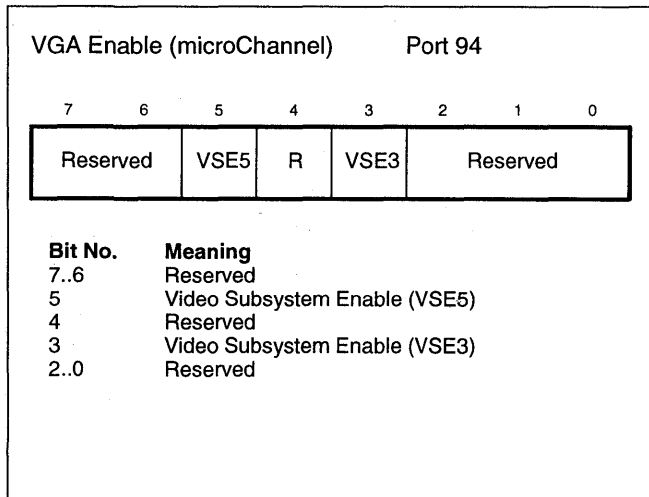 VGA Enable (microChannel) Port 94
7 6 5 4 3 2 1 0
Reserved VSE5 R VSE3 Reserved
Bit No. Meaning
7..6 Reserved
5 Video Subsystem Enable (VSE5)
4 Reserved
3 Video Subsystem Enable (VSE3)
2..0 Reserved